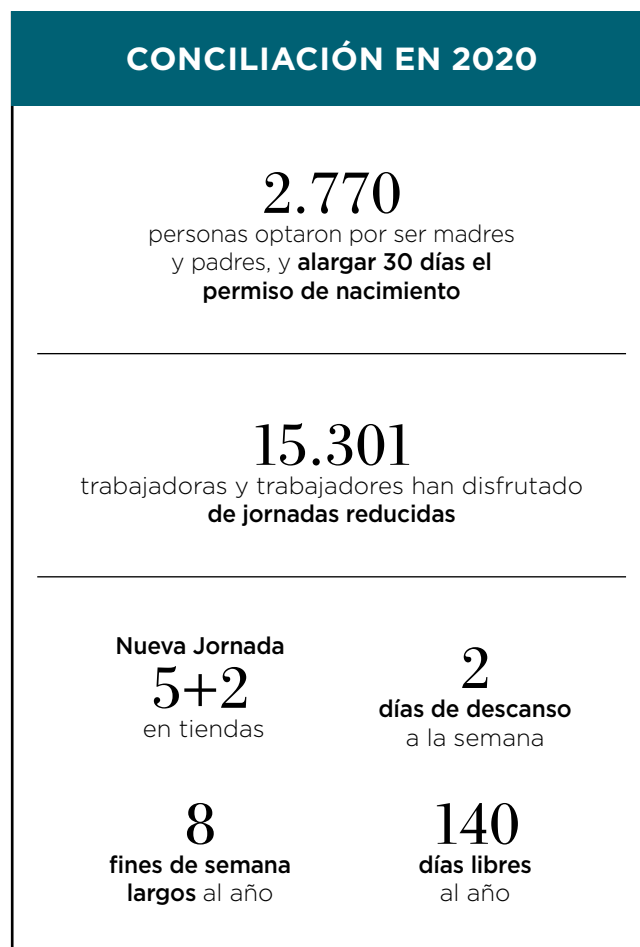 CONCILIACIÓN EN 2020
2.770
personas optaron por ser madres
y padres, y alargar 30 días el
permiso de nacimiento
15.301
trabajadoras y trabajadores han disfrutado
de jornadas reducidas
Nueva Jornada
5+2
en tiendas
2
días de descanso
a la semana
8
fines de semana
largos al año
140
días libres
al año